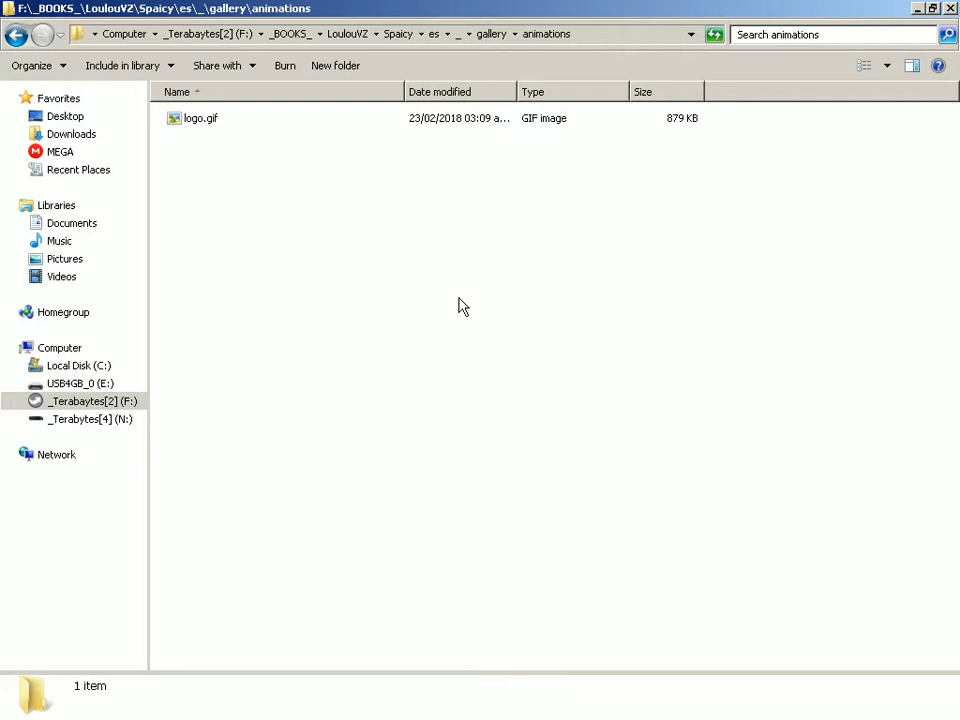 F:\_BOOKS_\LoulouVZ\Spaicy\es\_\gallery\animations
Computer _Terabaytes[2] (F:) _BOOKS_ LoulouVZ Spaicy es _ gallery animations Search animations
Organize Include in library Share with Burn New folder
Name Date modified Type Size
logo.gif 23/02/2018 03:09 a... GIF image 879 KB
Favorites
Desktop
Downloads
MEGA
Recent Places
Libraries
Documents
Music
Pictures
Videos
Homegroup
Computer
Local Disk (C:)
USB4GB_0 (E:)
_Terabaytes[2] (F:)
_Terabytes[4] (N:)
Network
1 item